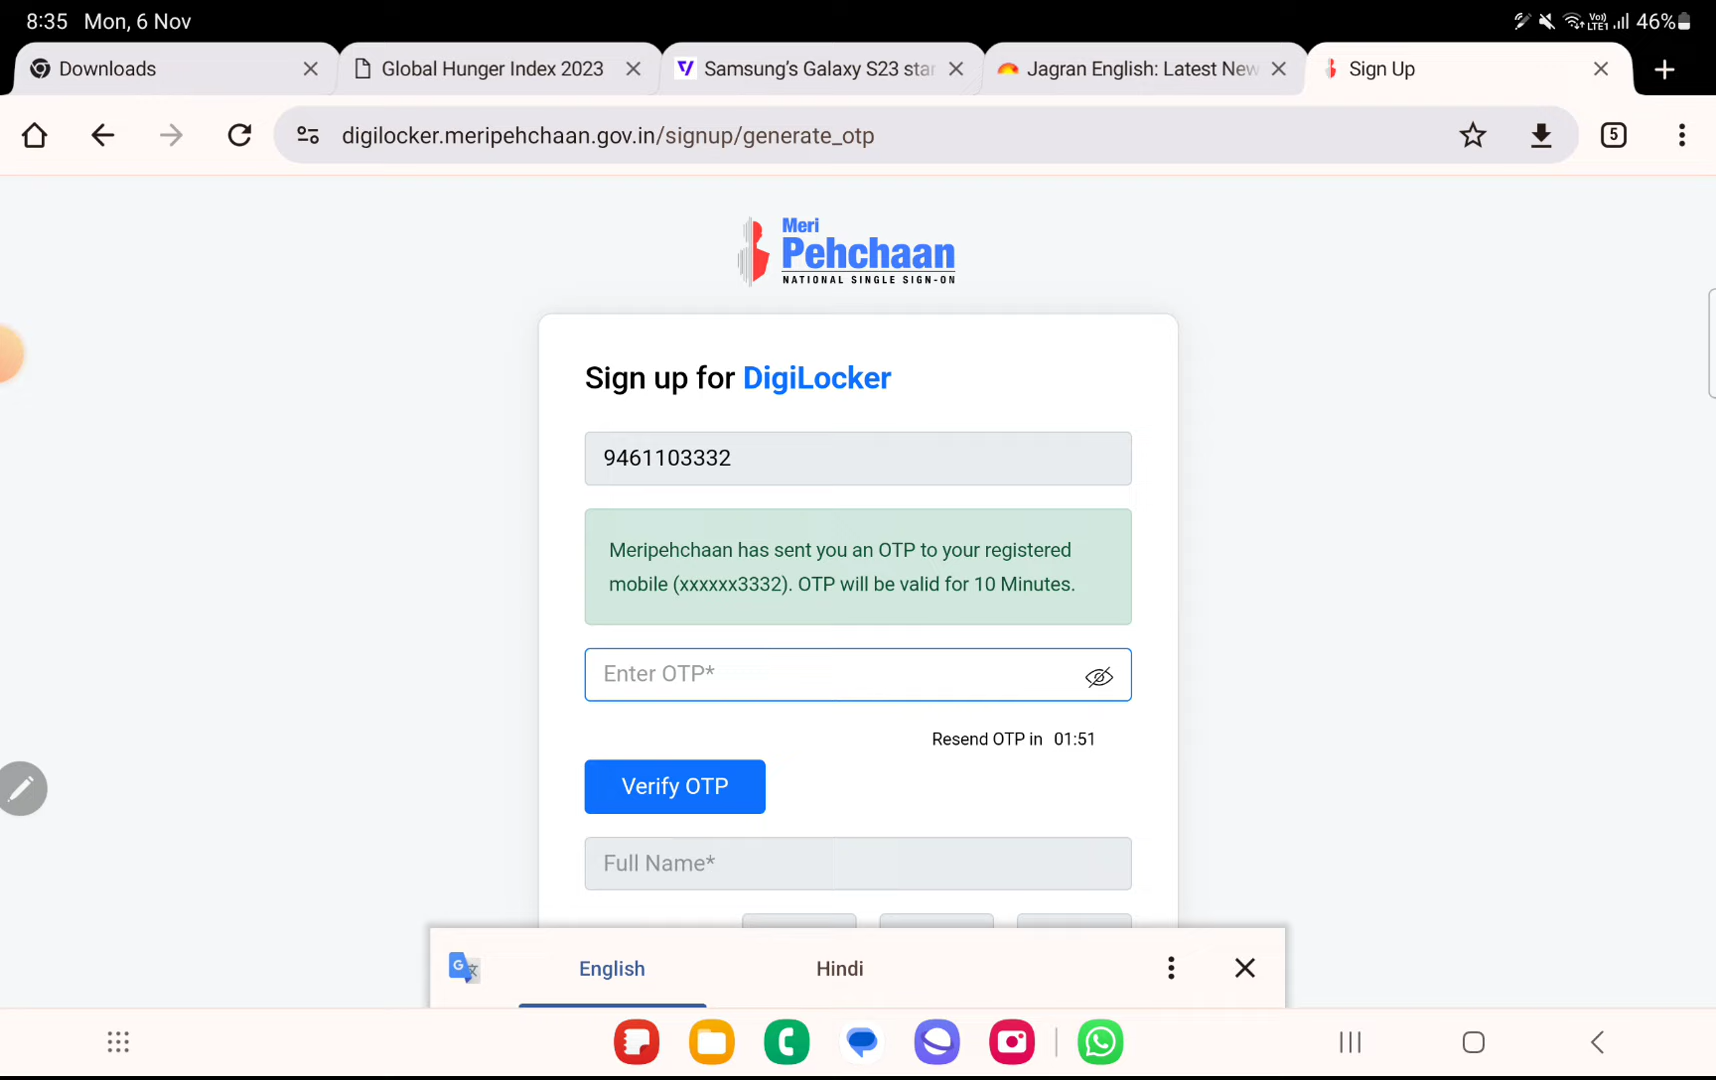 8:35 Mon, 6 Nov
Vo)) LTE1 46%
Downloads
Global Hunger Index 2023
Samsung's Galaxy S23 star
Jagran English: Latest New
Sign Up
digilocker.meripehchaan.gov.in/signup/generate_otp
5
Meri
Pehchaan
NATIONAL SINGLE SIGN-ON
Sign up for DigiLocker
9461103332
Meripehchaan has sent you an OTP to your registered
mobile (xxxxxx3332). OTP will be valid for 10 Minutes.
Enter OTP*
Resend OTP in 01:51
Verify OTP
Full Name*
English
Hindi